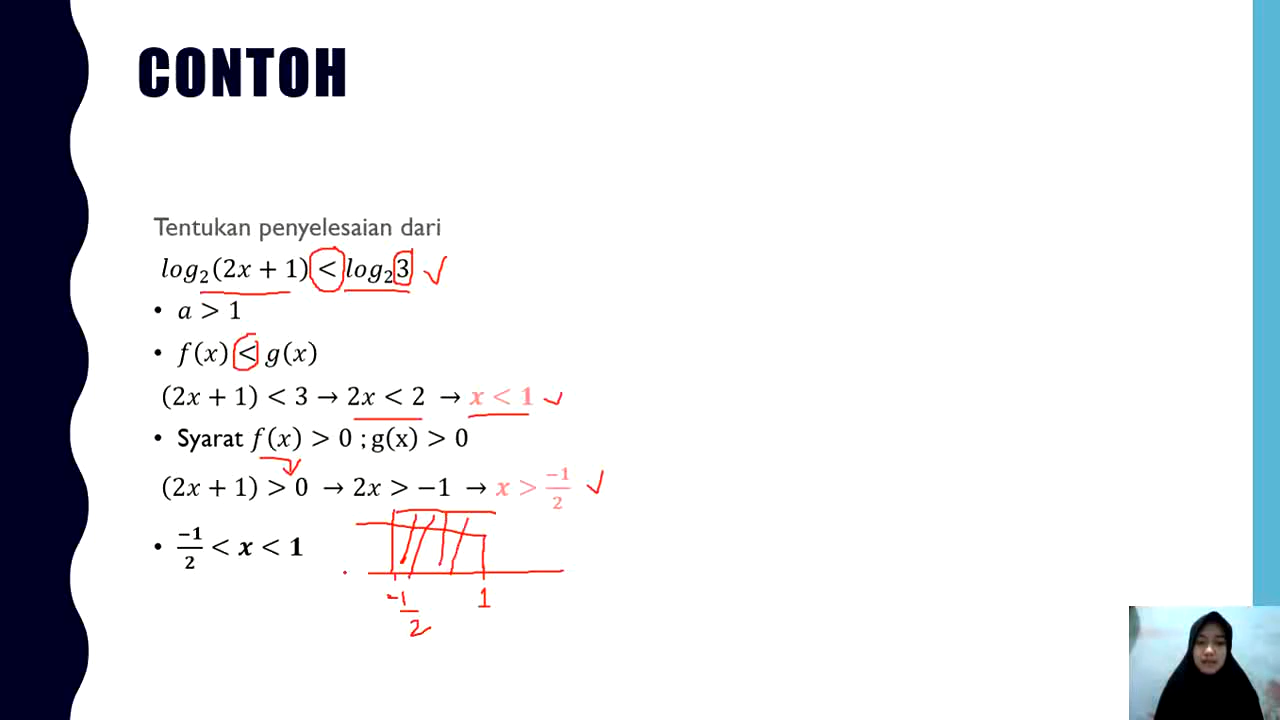 CONTOH
Tentukan penyelesaian dari
log₂(2x + 1) < log₂3
• a > 1
• f(x) < g(x)
(2x + 1) < 3 → 2x < 2 → x < 1
• Syarat f(x) > 0 ; g(x) > 0
(2x + 1) > 0 → 2x > −1 → x > −1/2
• −1/2 < x < 1
-1/2 1